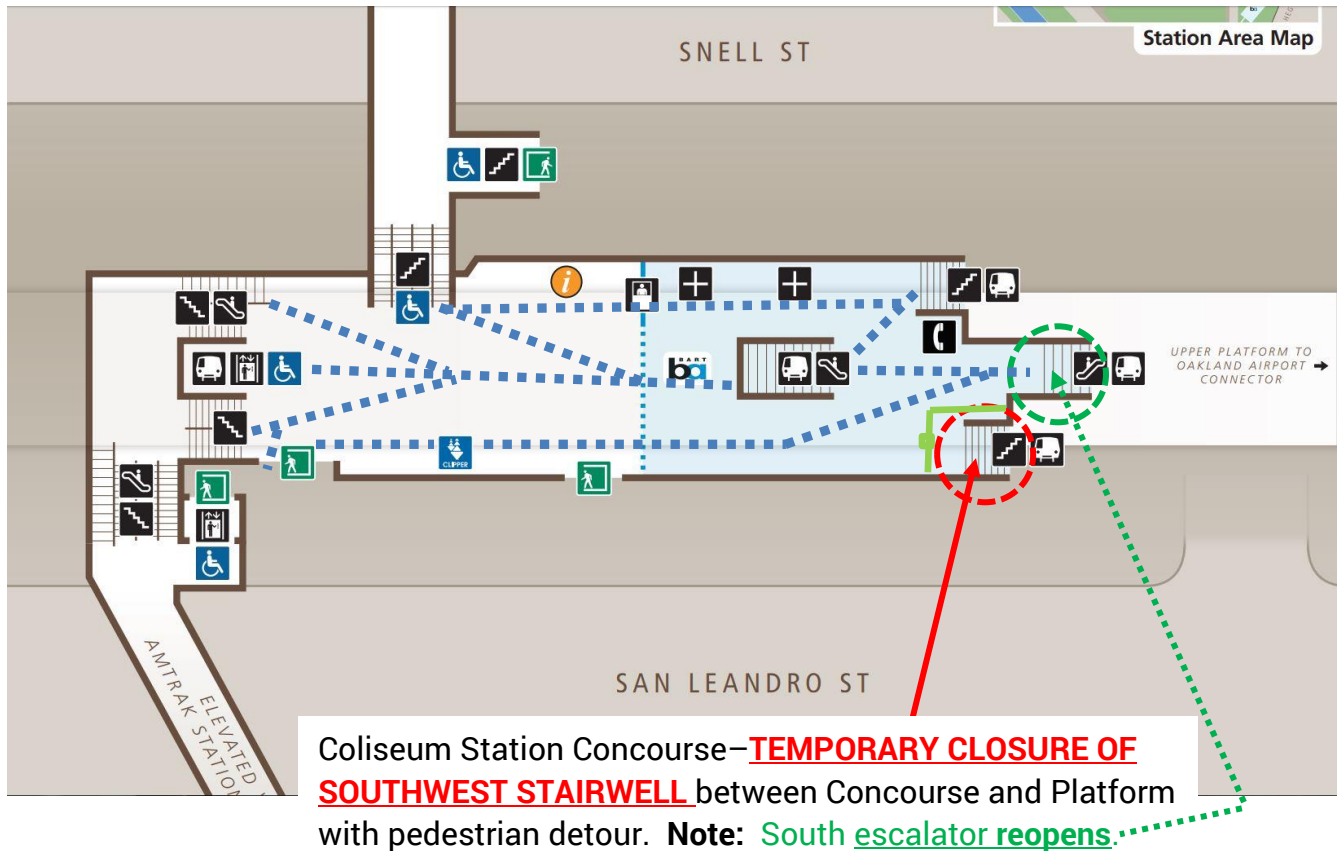 HEG
Station Area Map
SNELL ST
i
BART
ba
UPPER PLATFORM TO
OAKLAND AIRPORT
CONNECTOR
CLIPPER
SAN LEANDRO ST
AMTRAK STATION
ELEVATED
Coliseum Station Concourse–TEMPORARY CLOSURE OF
SOUTHWEST STAIRWELL between Concourse and Platform
with pedestrian detour. Note: South escalator reopens.